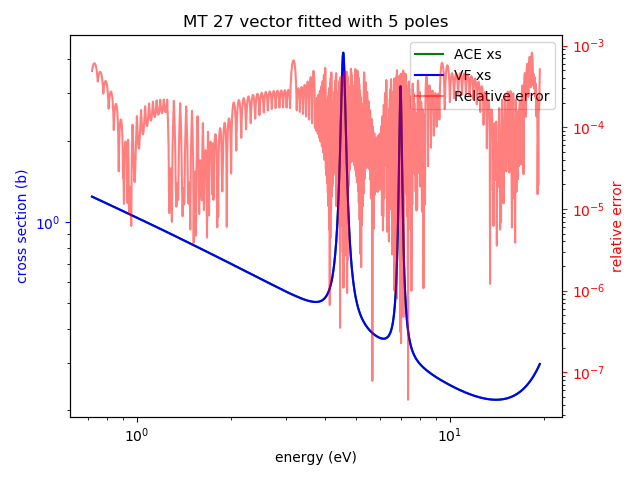 MT 27 vector fitted with 5 poles
ACE xs
VF xs
Relative error
cross section (b)
10⁰
10⁻³
10⁻⁴
10⁻⁵
10⁻⁶
10⁻⁷
relative error
10⁰
10¹
energy (eV)